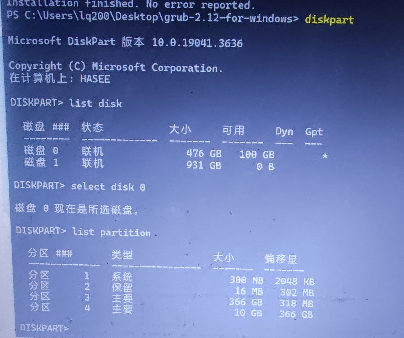 Installation finished. No error reported.
PS C:\Users\lq200\Desktop\grub-2.12-for-windows> diskpart
Microsoft DiskPart 版本 10.0.19041.3636
Copyright (C) Microsoft Corporation.
在计算机上: HASEE
DISKPART> list disk
磁盘 ### 状态 大小 可用 Dyn Gpt
-------- ------------- ------- ------- --- ---
磁盘 0 联机 476 GB 100 GB *
磁盘 1 联机 931 GB 0 B
DISKPART> select disk 0
磁盘 0 现在是所选磁盘。
DISKPART> list partition
分区 ### 类型 大小 偏移量
------------- ---------------- ------- -------
分区 1 系统 300 MB 2048 KB
分区 2 保留 16 MB 302 MB
分区 3 主要 366 GB 318 MB
分区 4 主要 10 GB 366 GB
DISKPART>